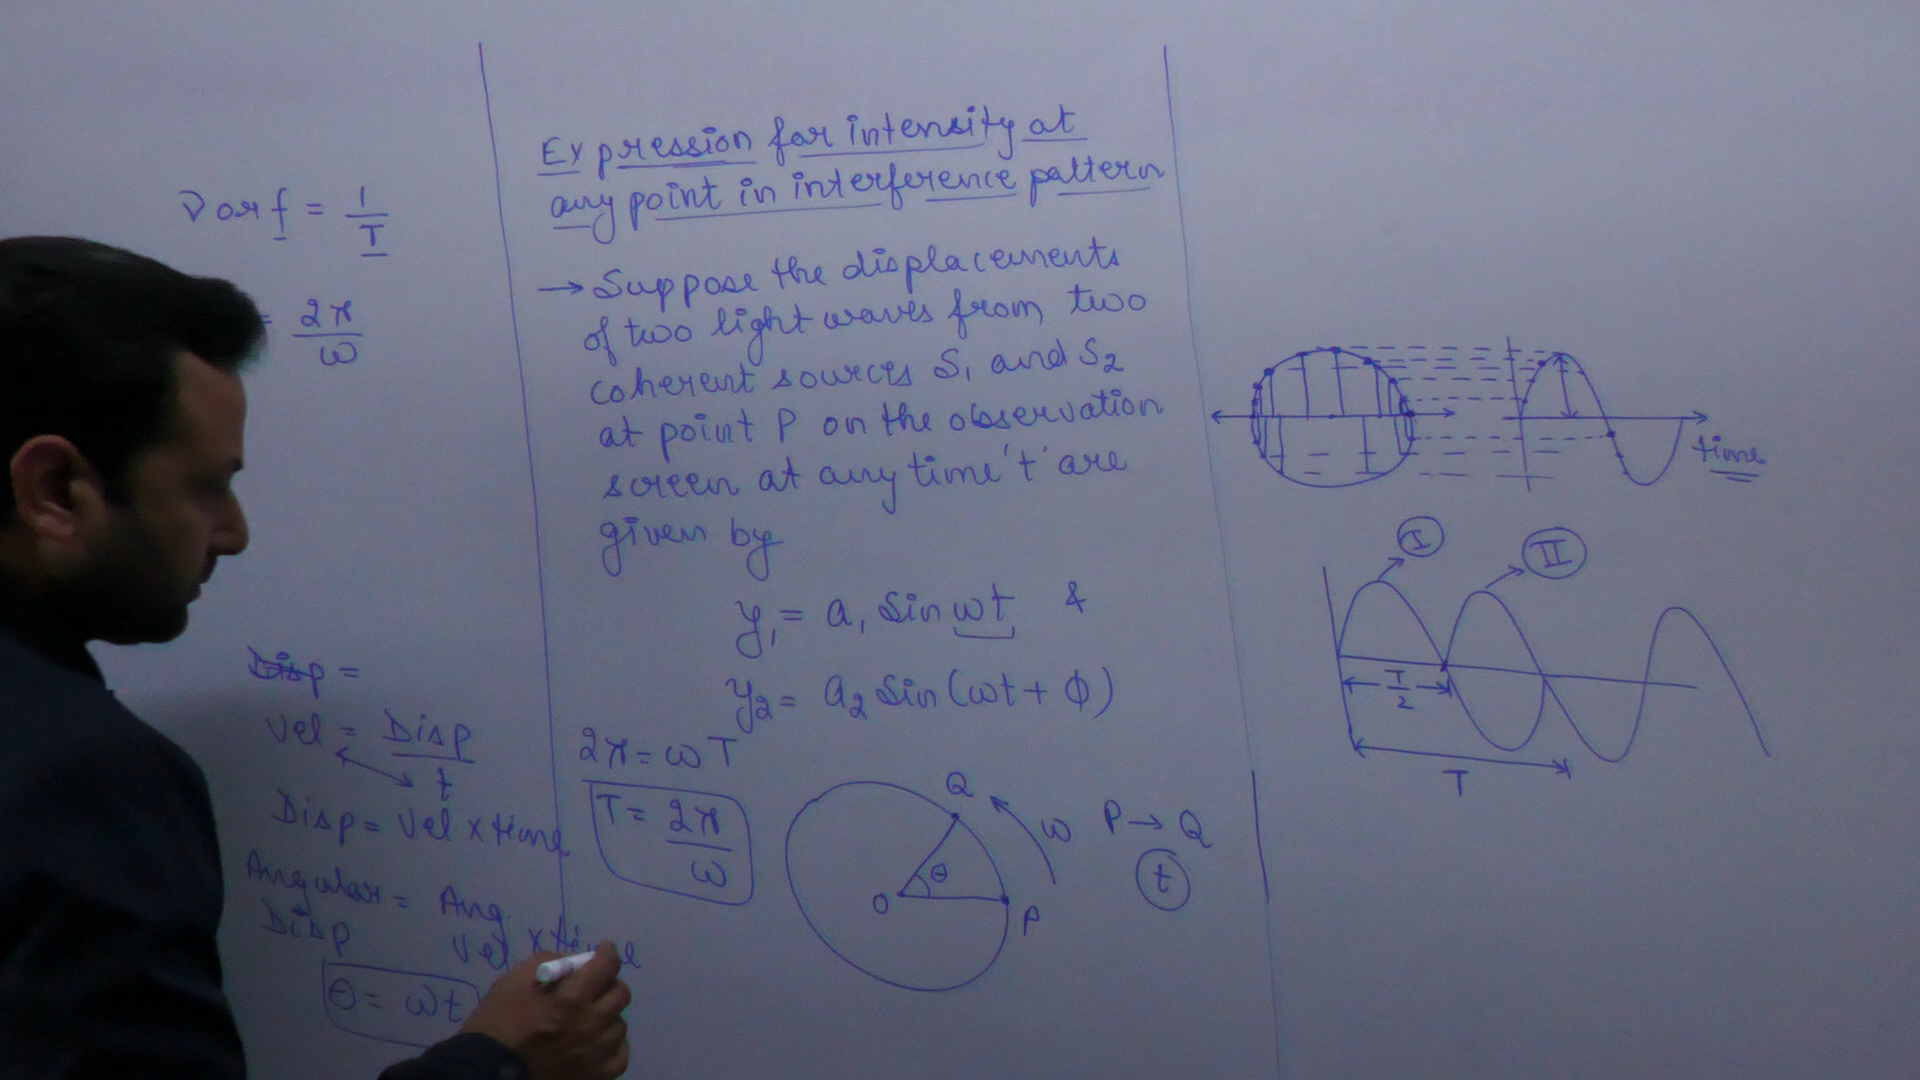 ν or f = 1/T
= 2π/ω
Disp =
Vel = Disp/t
Disp = Vel x time
Angular Disp = Ang Vel x time
θ = ωt
Expression for intensity at
any point in interference pattern
→ Suppose the displacements
of two light waves from two
coherent sources S₁ and S₂
at point P on the observation
screen at any time 't' are
given by
y₁ = a₁ Sin ωt &
y₂ = a₂ Sin (ωt + ϕ)
2π = ωT
T = 2π/ω
Q
θ
O
P
ω
P → Q
t
time
I
II
T/2
T